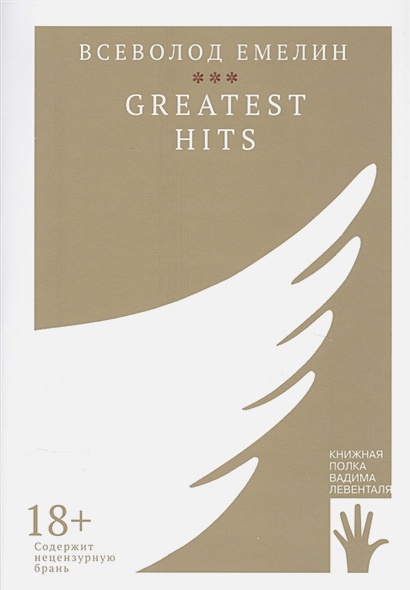 ВСЕВОЛОД ЕМЕЛИН
***
GREATEST
HITS
КНИЖНАЯ
ПОЛКА
ВАДИМА
ЛЕВЕНТАЛЯ
18+
Содержит
нецензурную
брань